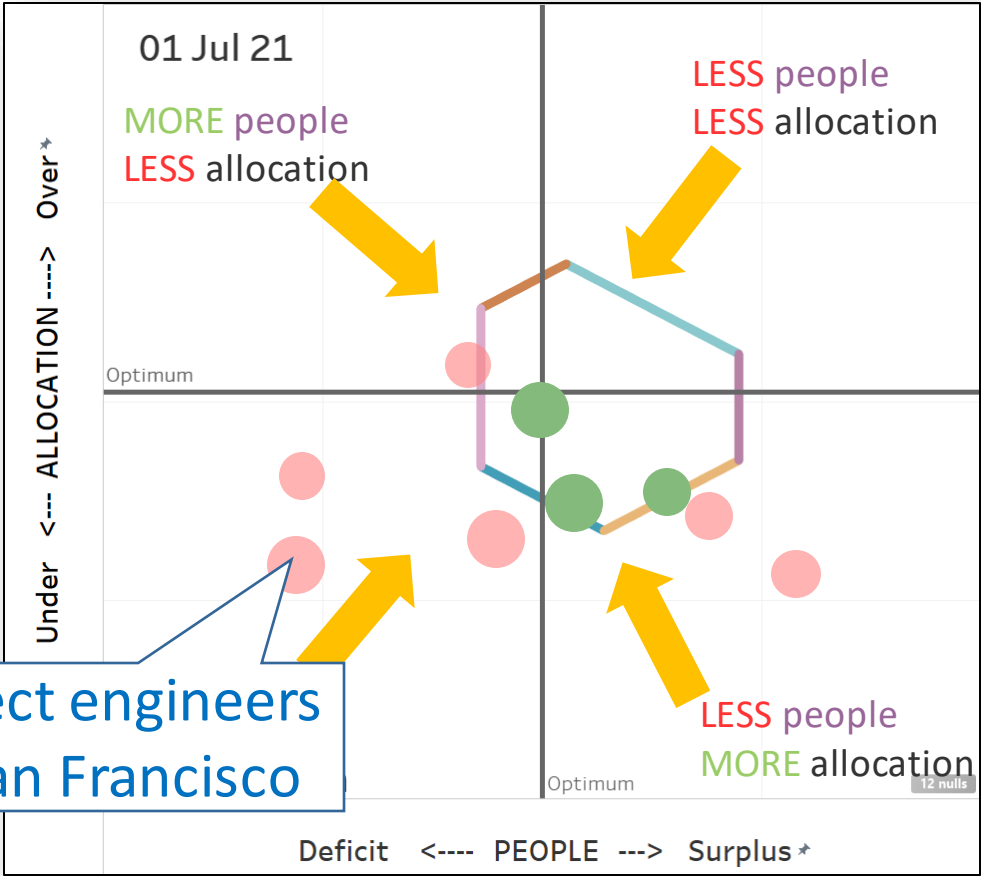 01 Jul 21
MORE people
LESS allocation
LESS people
LESS allocation
Under <--- ALLOCATION ----> Over
Optimum
ect engineers
an Francisco
LESS people
MORE allocation
Optimum
12 nulls
Deficit <---- PEOPLE ---> Surplus